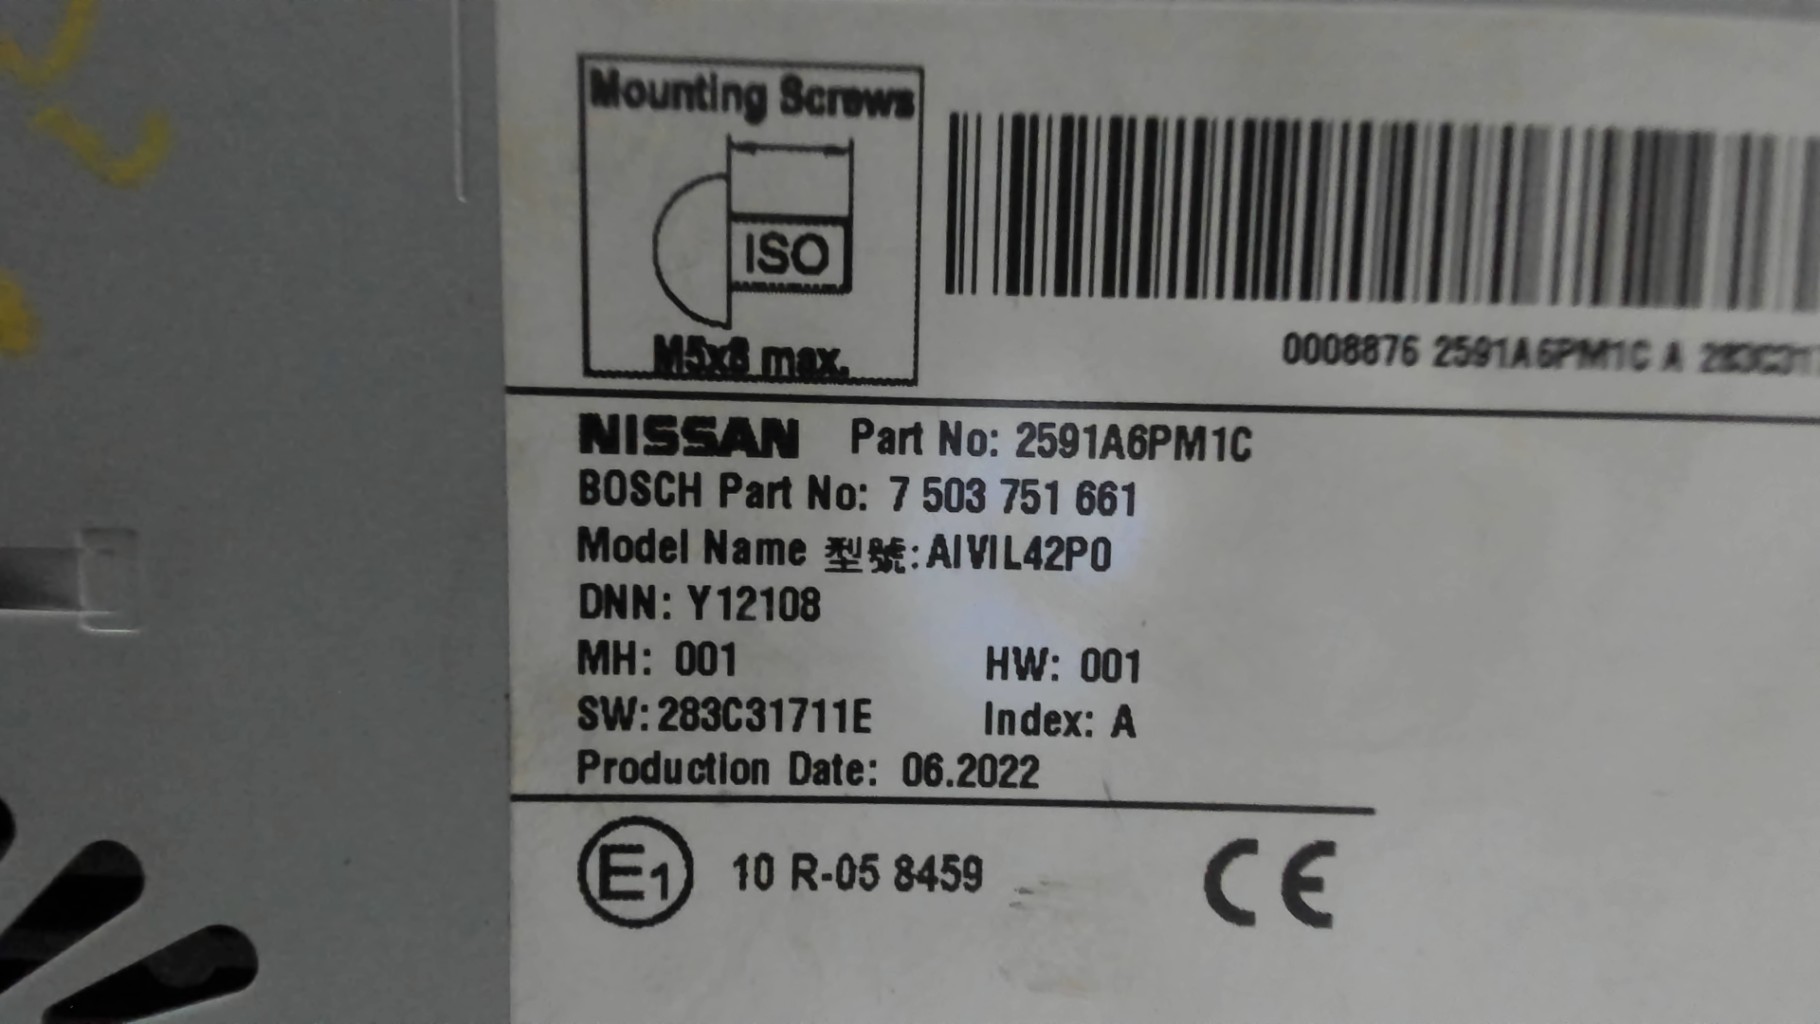 Mounting Screws
ISO
M5x8 max.
0008876 2591A6PM1C A 283C317
NISSAN Part No: 2591A6PM1C
BOSCH Part No: 7 503 751 661
Model Name 型號: AIVIL42P0
DNN: Y12108
MH: 001 HW: 001
SW: 283C31711E Index: A
Production Date: 06.2022
E1 10 R-05 8459 CE